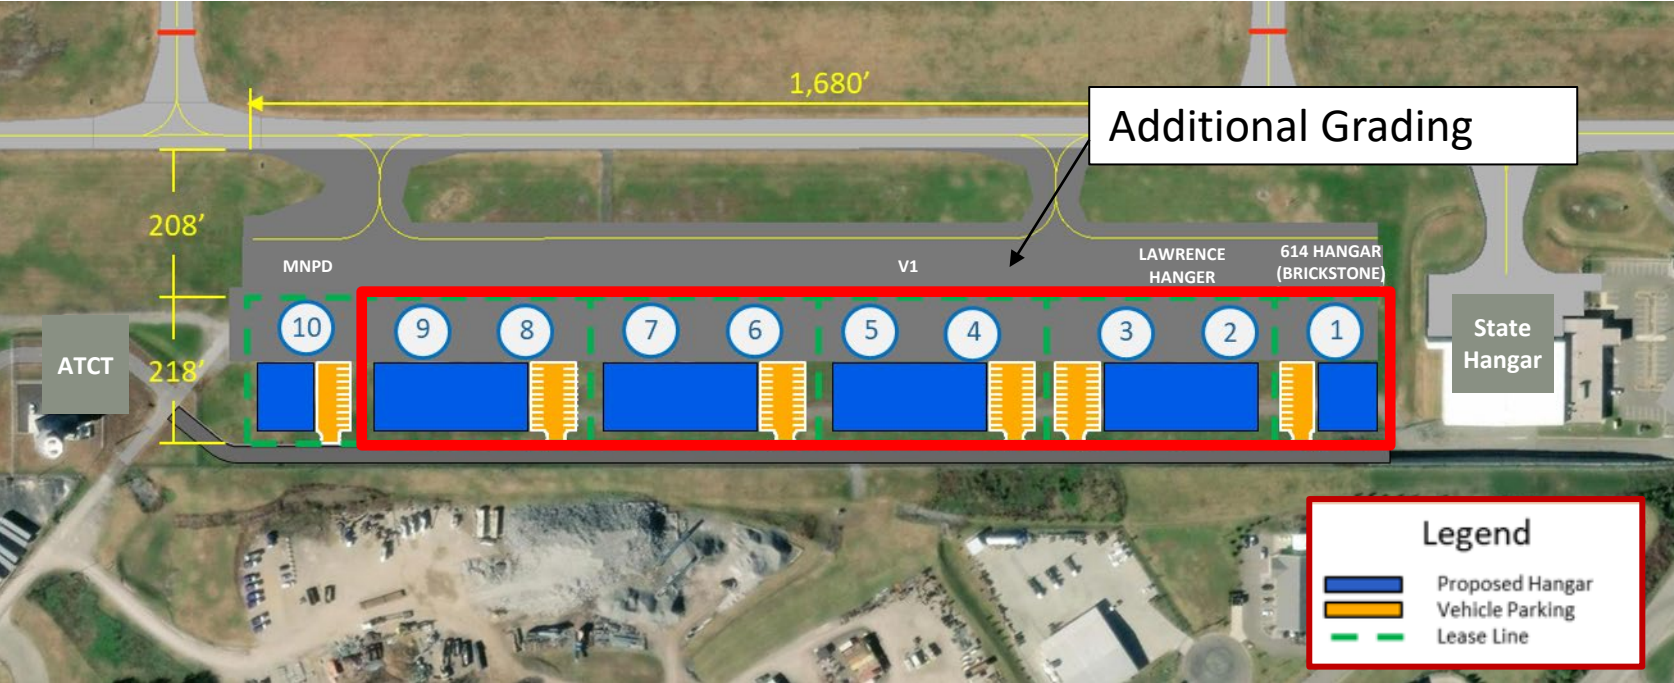 1,680’
Additional Grading
208’
MNPD
V1
LAWRENCE
HANGER
614 HANGAR
(BRICKSTONE)
10
9
8
7
6
5
4
3
2
1
ATCT
218’
State
Hangar
Legend
Proposed Hangar
Vehicle Parking
Lease Line